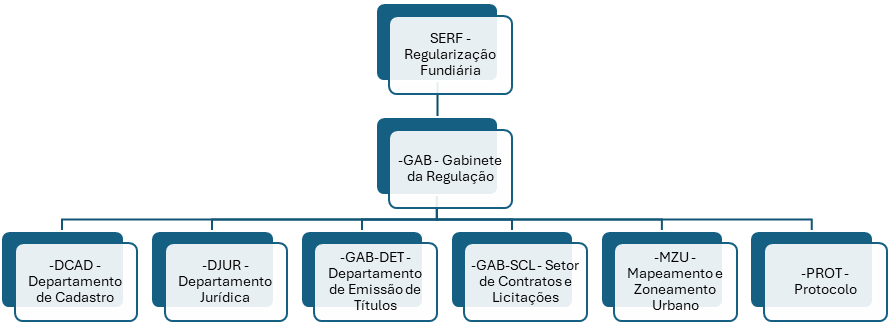 SERF -
Regularização
Fundiária
-GAB - Gabinete
da Regulação
-DCAD -
Departamento
de Cadastro
-DJUR -
Departamento
Jurídica
-GAB-DET -
Departamento
de Emissão de
Títulos
-GAB-SCL - Setor
de Contratos e
Licitações
-MZU -
Mapeamento e
Zoneamento
Urbano
-PROT -
Protocolo